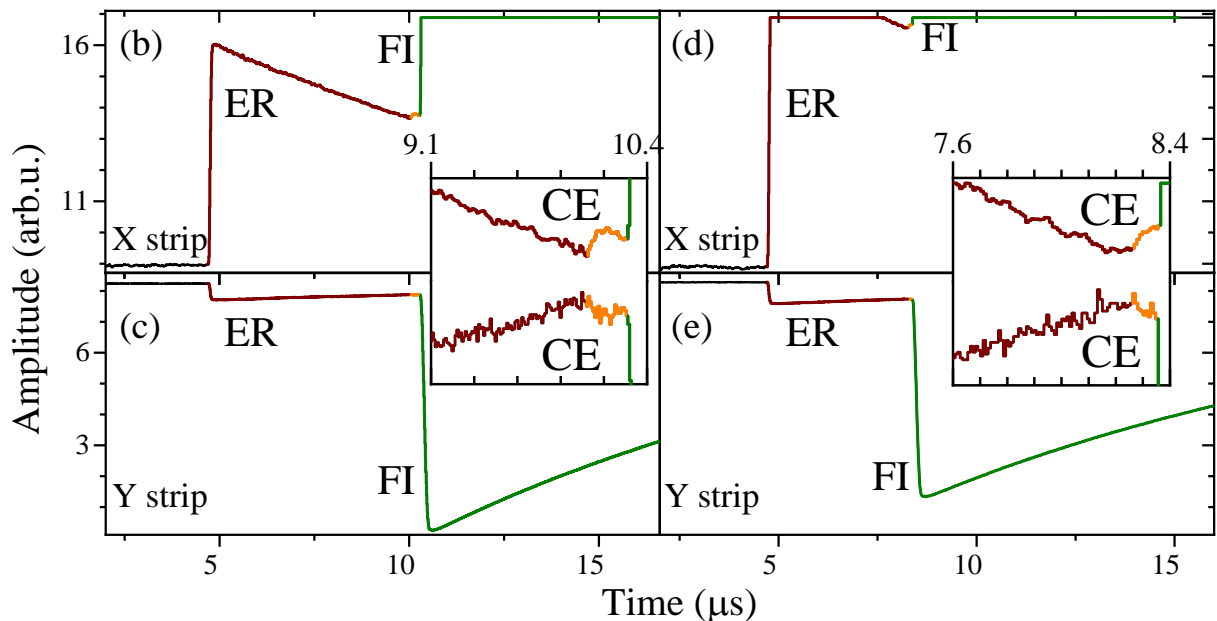 16
(b)
FI
(d)
FI
ER
ER
9.1
10.4
7.6
8.4
11
CE
CE
X strip
X strip
(c)
ER
(e)
ER
CE
CE
6
3
FI
FI
Y strip
Y strip
Amplitude (arb.u.)
5
10
15
5
10
15
Time (μs)